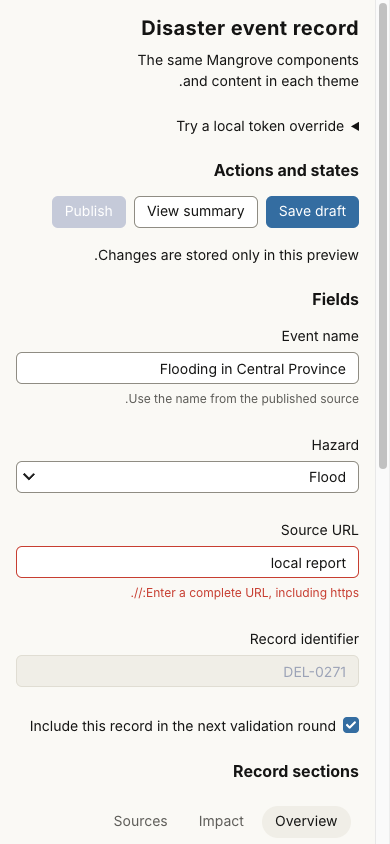 Disaster event record
The same Mangrove components
.and content in each theme
Try a local token override
Actions and states
Save draft
View summary
Publish
.Changes are stored only in this preview
Fields
Event name
Flooding in Central Province
.Use the name from the published source
Hazard
Flood
Source URL
local report
.//:Enter a complete URL, including https
Record identifier
DEL-0271
Include this record in the next validation round
Record sections
Overview
Impact
Sources